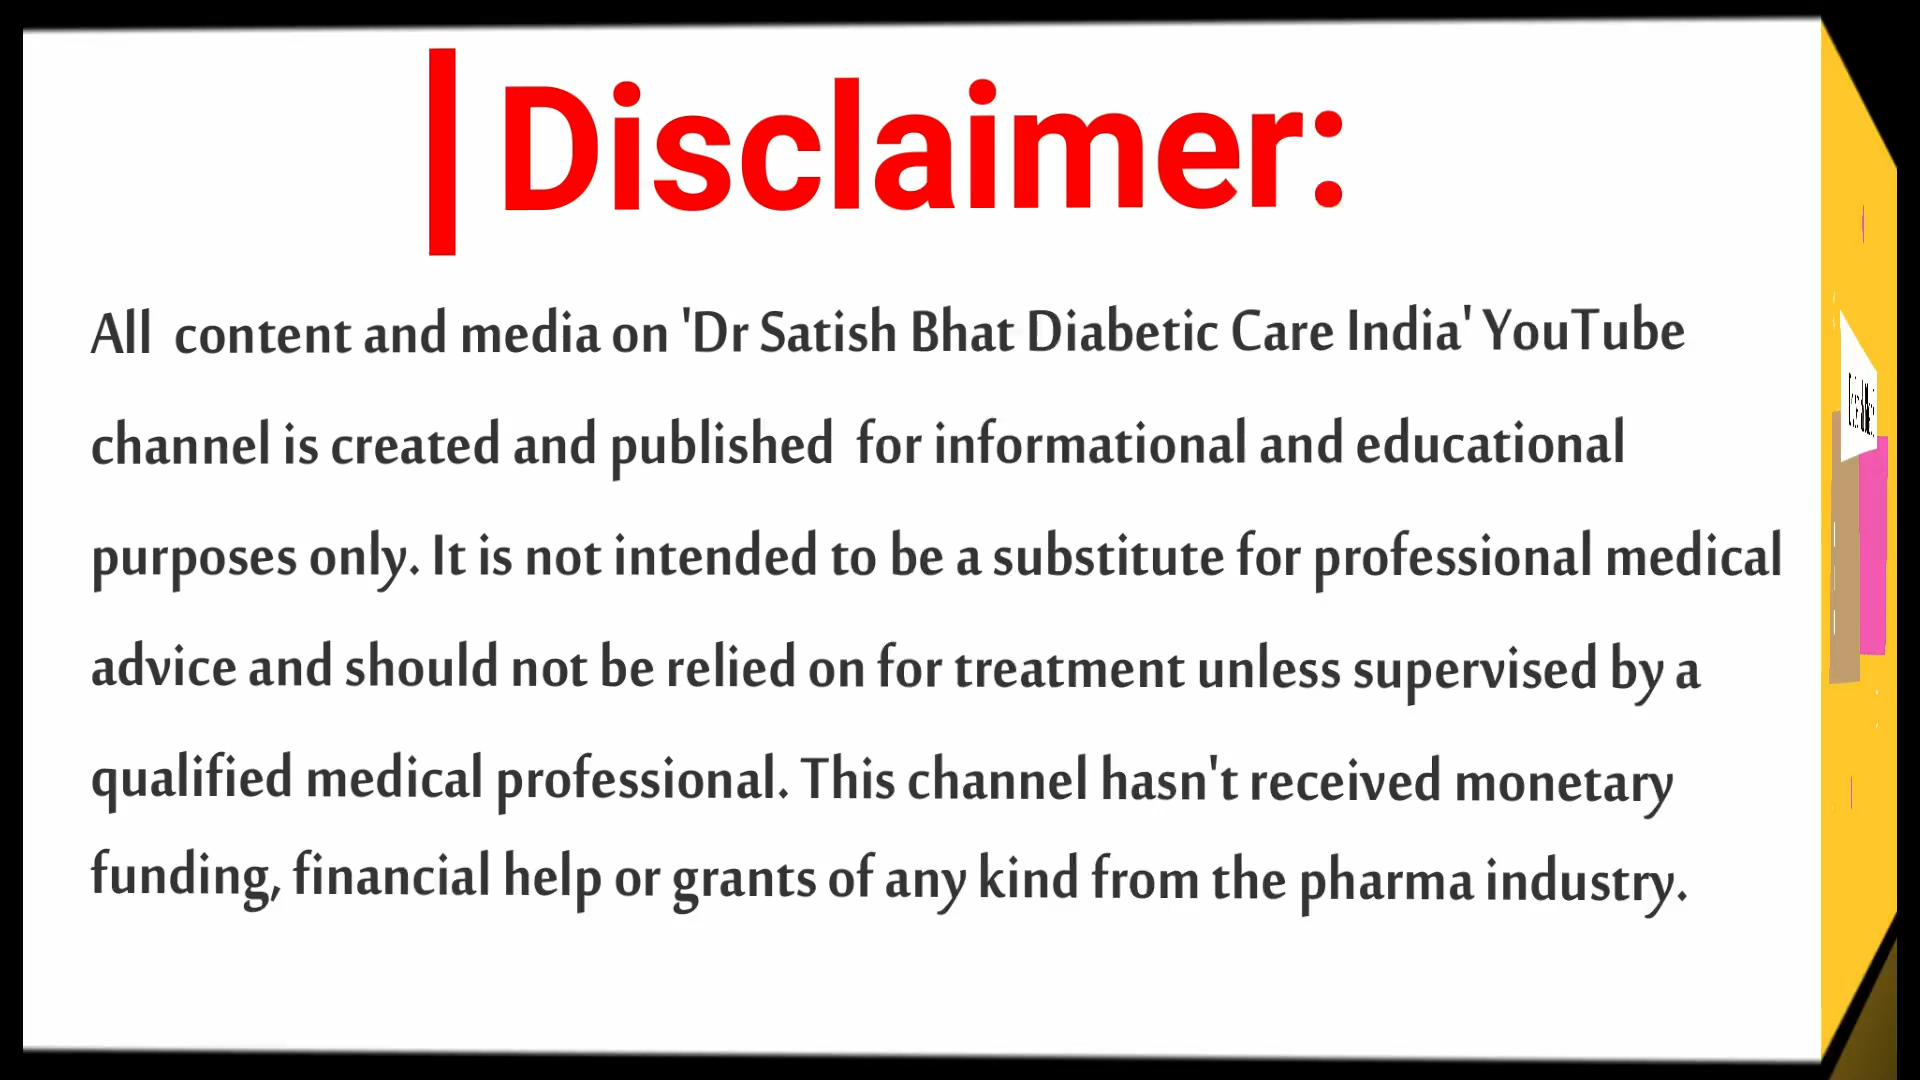 Disclaimer:
All content and media on 'Dr Satish Bhat Diabetic Care India' YouTube
channel is created and published for informational and educational
purposes only. It is not intended to be a substitute for professional medical
advice and should not be relied on for treatment unless supervised by a
qualified medical professional. This channel hasn't received monetary
funding, financial help or grants of any kind from the pharma industry.